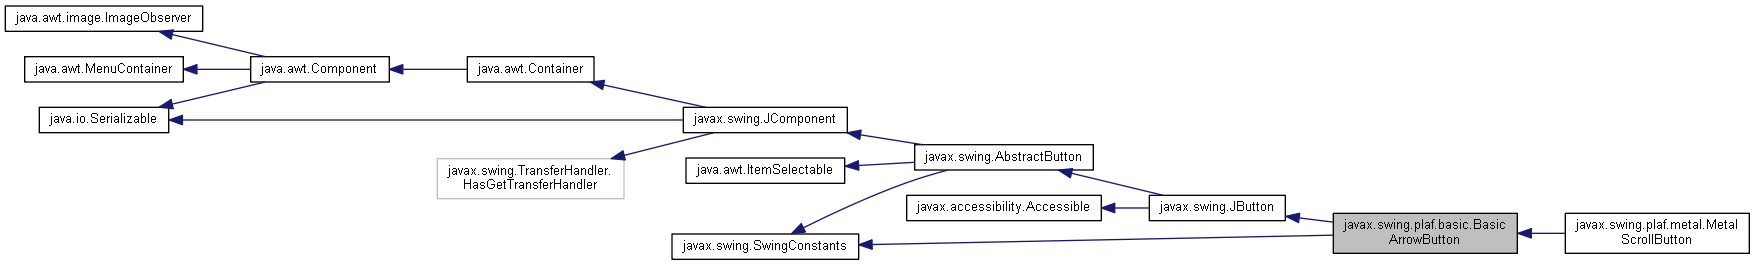 java.awt.image.ImageObserver
java.awt.MenuContainer
java.awt.Component
java.awt.Container
java.io.Serializable
javax.swing.JComponent
javax.swing.TransferHandler.
HasGetTransferHandler
java.awt.ItemSelectable
javax.swing.AbstractButton
javax.accessibility.Accessible
javax.swing.JButton
javax.swing.SwingConstants
javax.swing.plaf.basic.Basic
ArrowButton
javax.swing.plaf.metal.Metal
ScrollButton